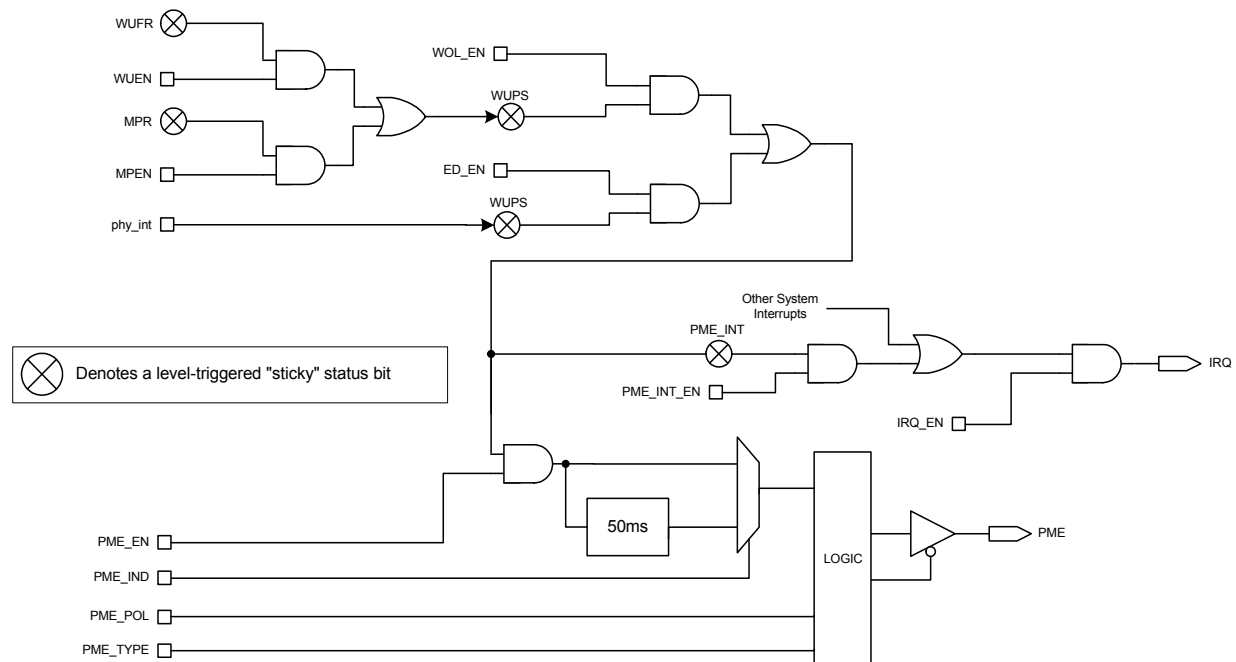 WUFR
WUEN
MPR
MPEN
phy_int
WOL_EN
WUPS
ED_EN
WUPS
Other System
Interrupts
PME_INT
PME_INT_EN
IRQ_EN
IRQ
Denotes a level-triggered "sticky" status bit
50ms
LOGIC
PME
PME_EN
PME_IND
PME_POL
PME_TYPE